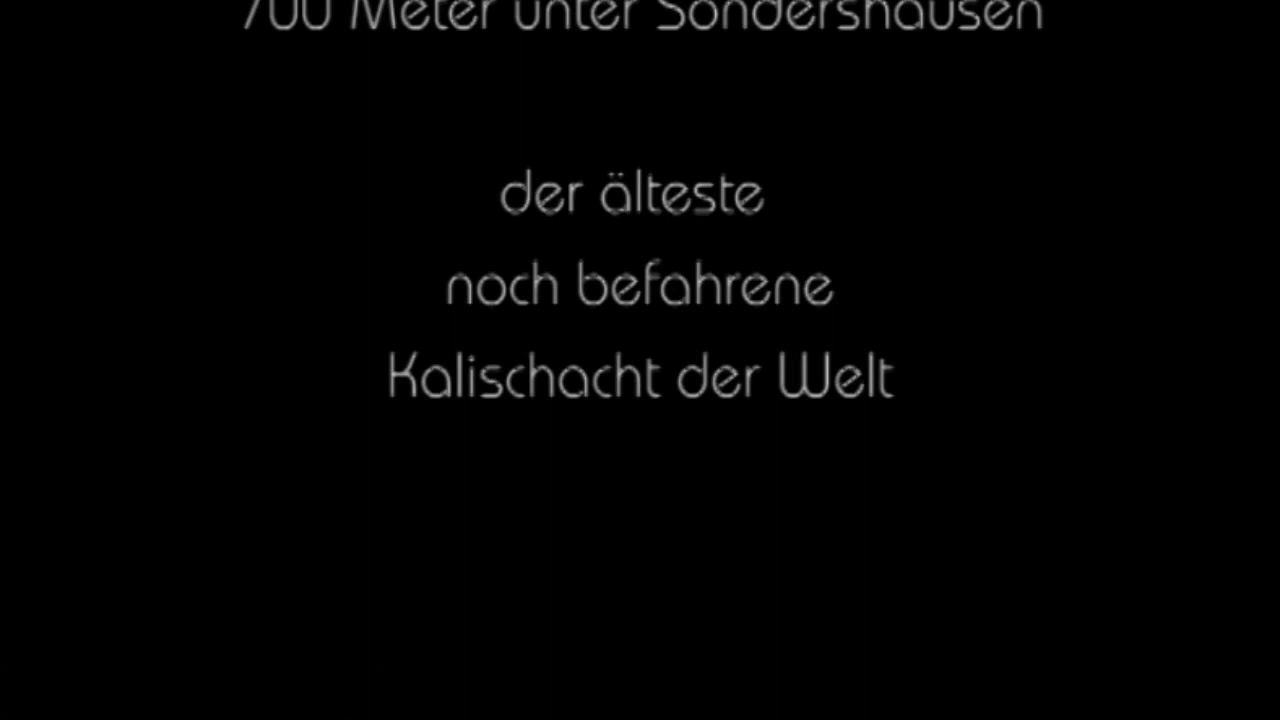 700 Meter unter Sondershausen
der älteste
noch befahrene
Kalischacht der Welt